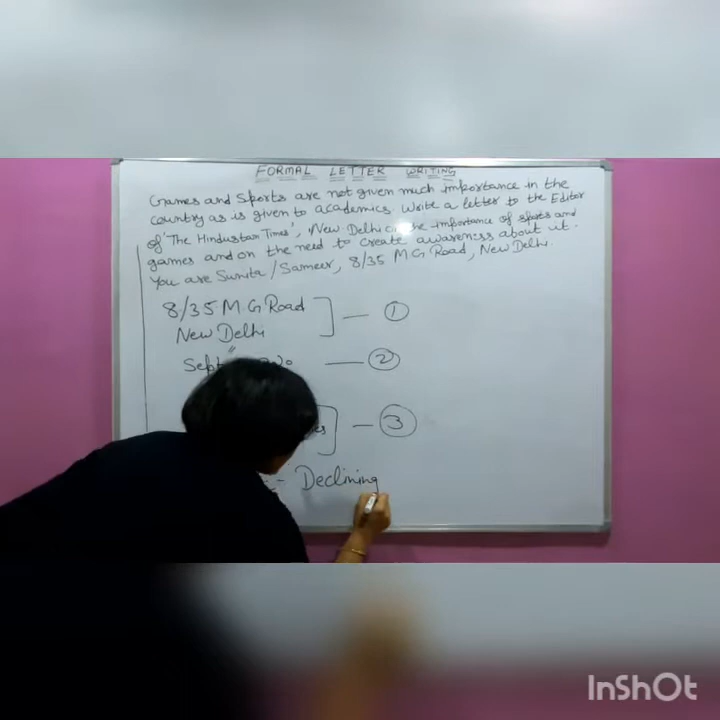 FORMAL LETTER WRITING
Games and Sports are not given much importance in the
country as is given to academics. Write a letter to the Editor
of 'The Hindustan Times', New Delhi on the importance of sports and
games and on the need to create awareness about it.
You are Sunita / Sameer, 8/35 M G Road, New Delhi.
8/35 M.G Road
New Delhi
1
2
3
:- Declining
InShOt